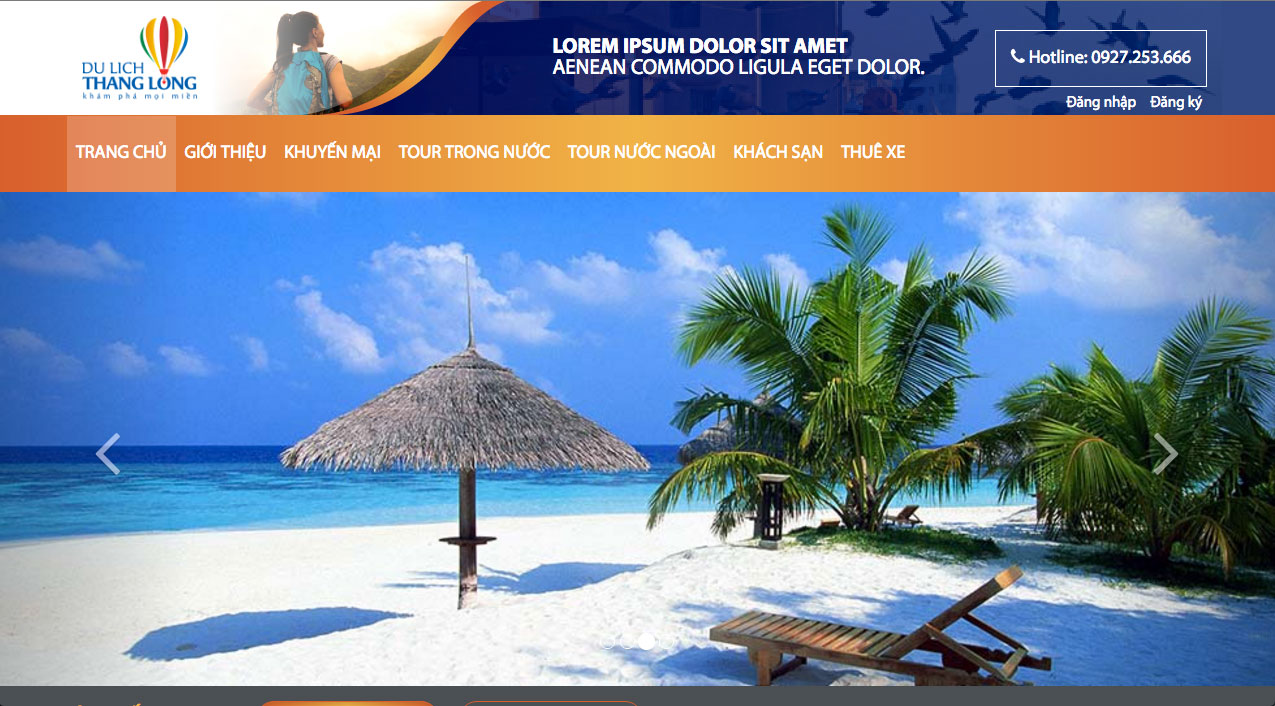 DU LỊCH
THANG LONG
khám phá mọi miền
LOREM IPSUM DOLOR SIT AMET
AENEAN COMMODO LIGULA EGET DOLOR.
Hotline: 0927.253.666
Đăng nhập Đăng ký
TRANG CHỦ GIỚI THIỆU KHUYẾN MẠI TOUR TRONG NƯỚC TOUR NƯỚC NGOÀI KHÁCH SẠN THUÊ XE